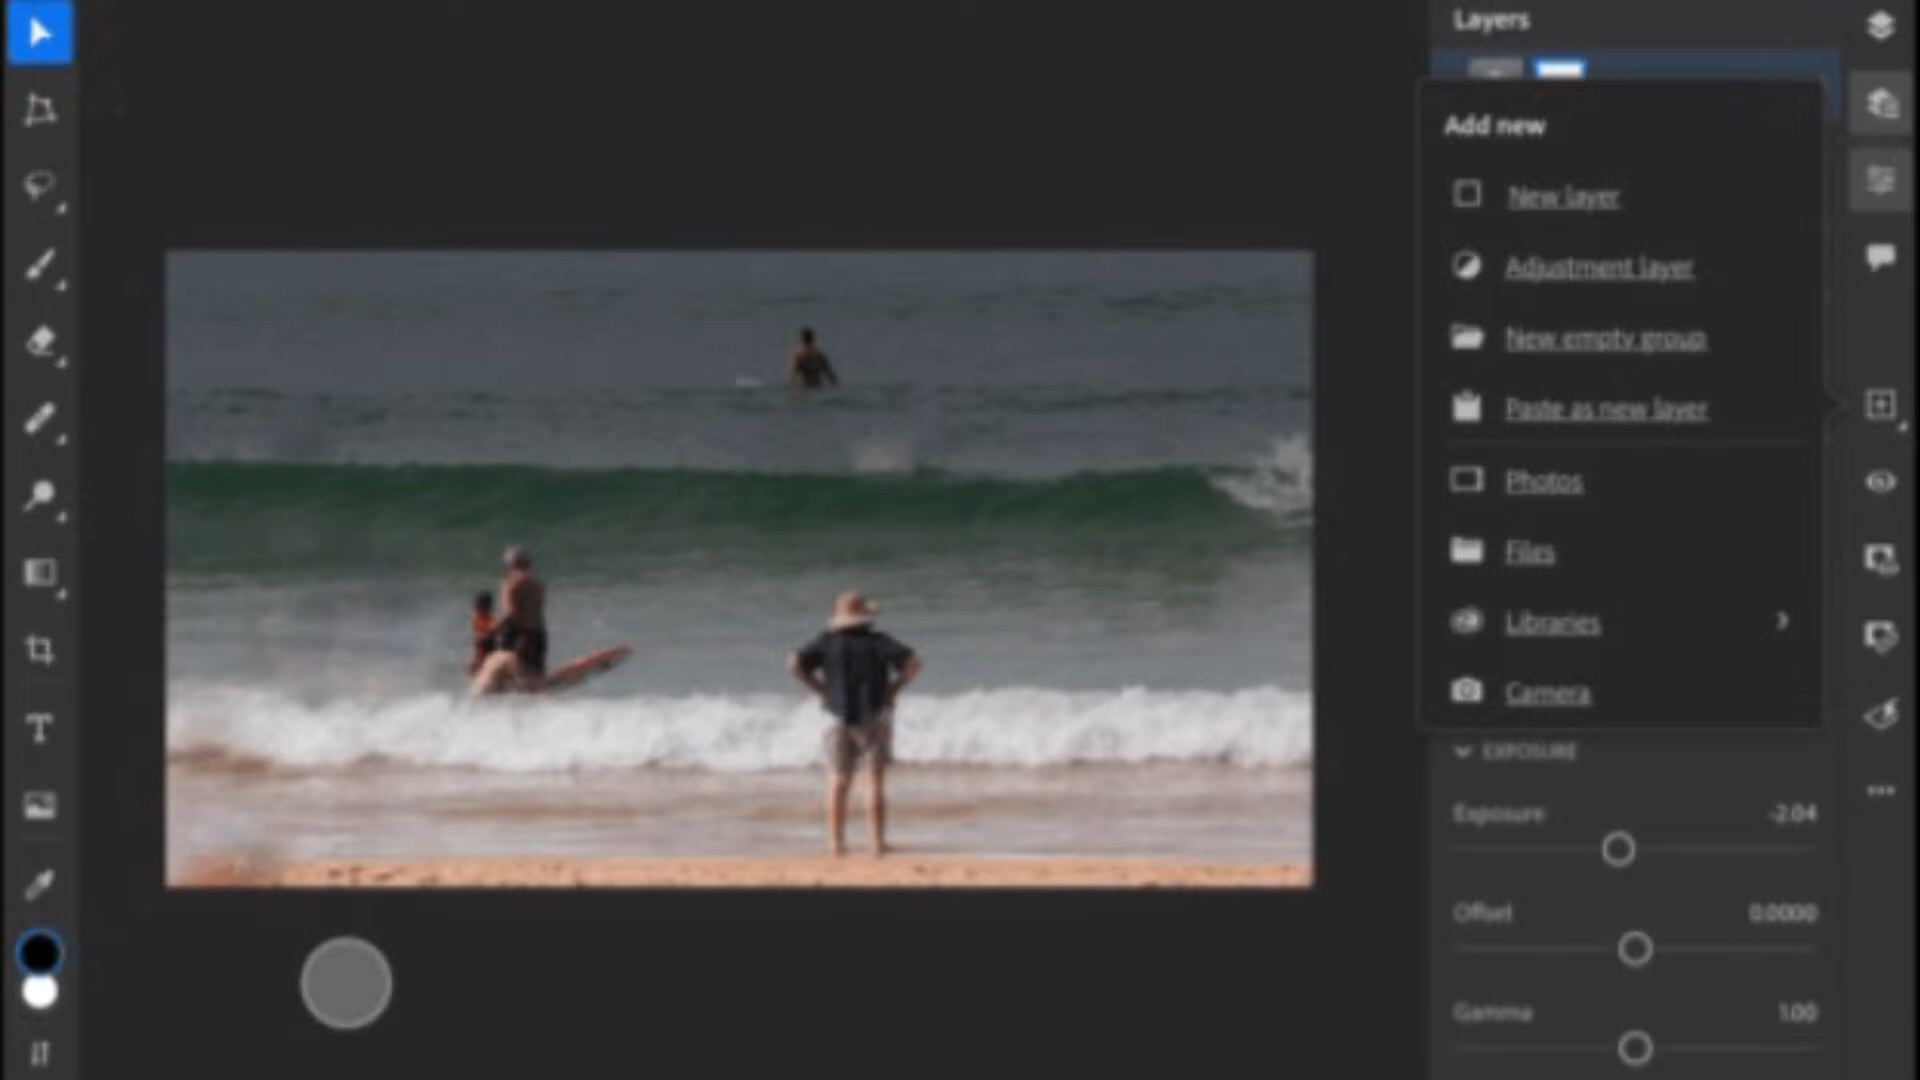 Layers
Add new
New layer
Adjustment layer
New empty group
Paste as new layer
Photos
Files
Libraries
Camera
EXPOSURE
Exposure -2.04
Offset 0.0000
Gamma 1.00